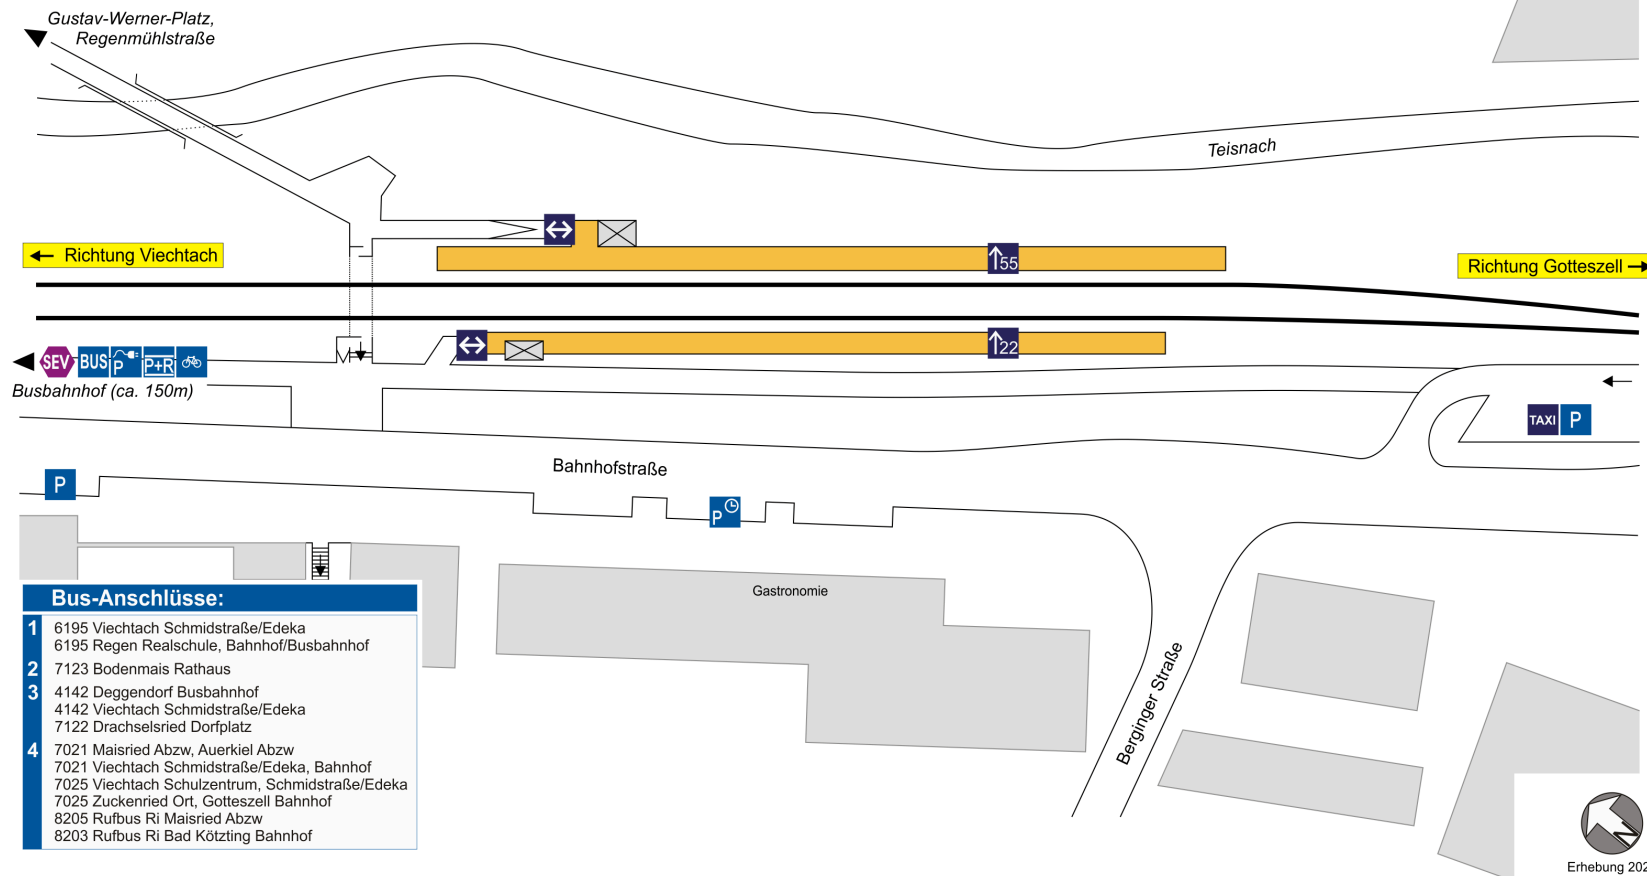 Gustav-Werner-Platz,
Regenmühlstraße
Teisnach
Richtung Viechtach
55
Richtung Gotteszell
22
SEV
BUS
P
P+R
Busbahnhof (ca. 150m)
TAXI
P
Bahnhofstraße
P
P
Gastronomie
Berginger Straße
Bus-Anschlüsse:
1 6195 Viechtach Schmidstraße/Edeka
6195 Regen Realschule, Bahnhof/Busbahnhof
2 7123 Bodenmais Rathaus
3 4142 Deggendorf Busbahnhof
4142 Viechtach Schmidstraße/Edeka
7122 Drachselsried Dorfplatz
4 7021 Maisried Abzw, Auerkiel Abzw
7021 Viechtach Schmidstraße/Edeka, Bahnhof
7025 Viechtach Schulzentrum, Schmidstraße/Edeka
7025 Zuckenried Ort, Gotteszell Bahnhof
8205 Rufbus Ri Maisried Abzw
8203 Rufbus Ri Bad Kötzting Bahnhof
N
Erhebung 202